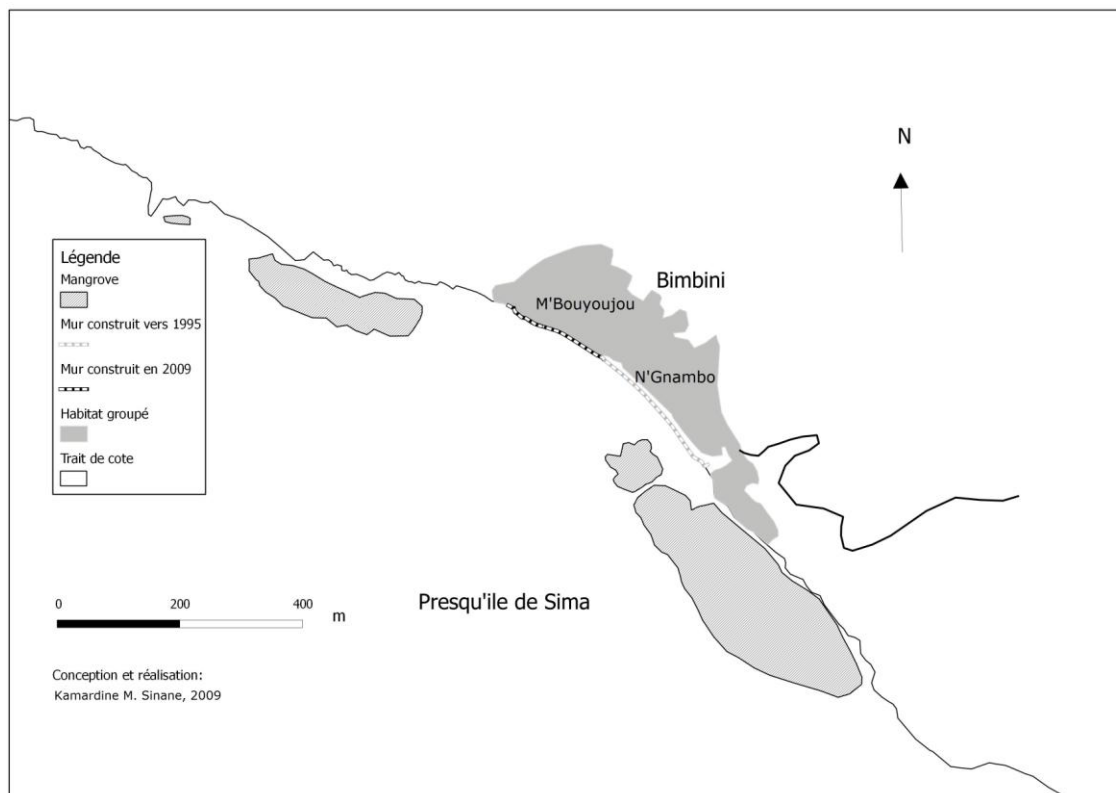 N
Bimbini
M'Bouyoujou
N'Gnambo
Légende
Mangrove
Mur construit vers 1995
Mur construit en 2009
Habitat groupé
Trait de cote
Presqu'ile de Sima
0 200 400
m
Conception et réalisation:
Kamardine M. Sinane, 2009